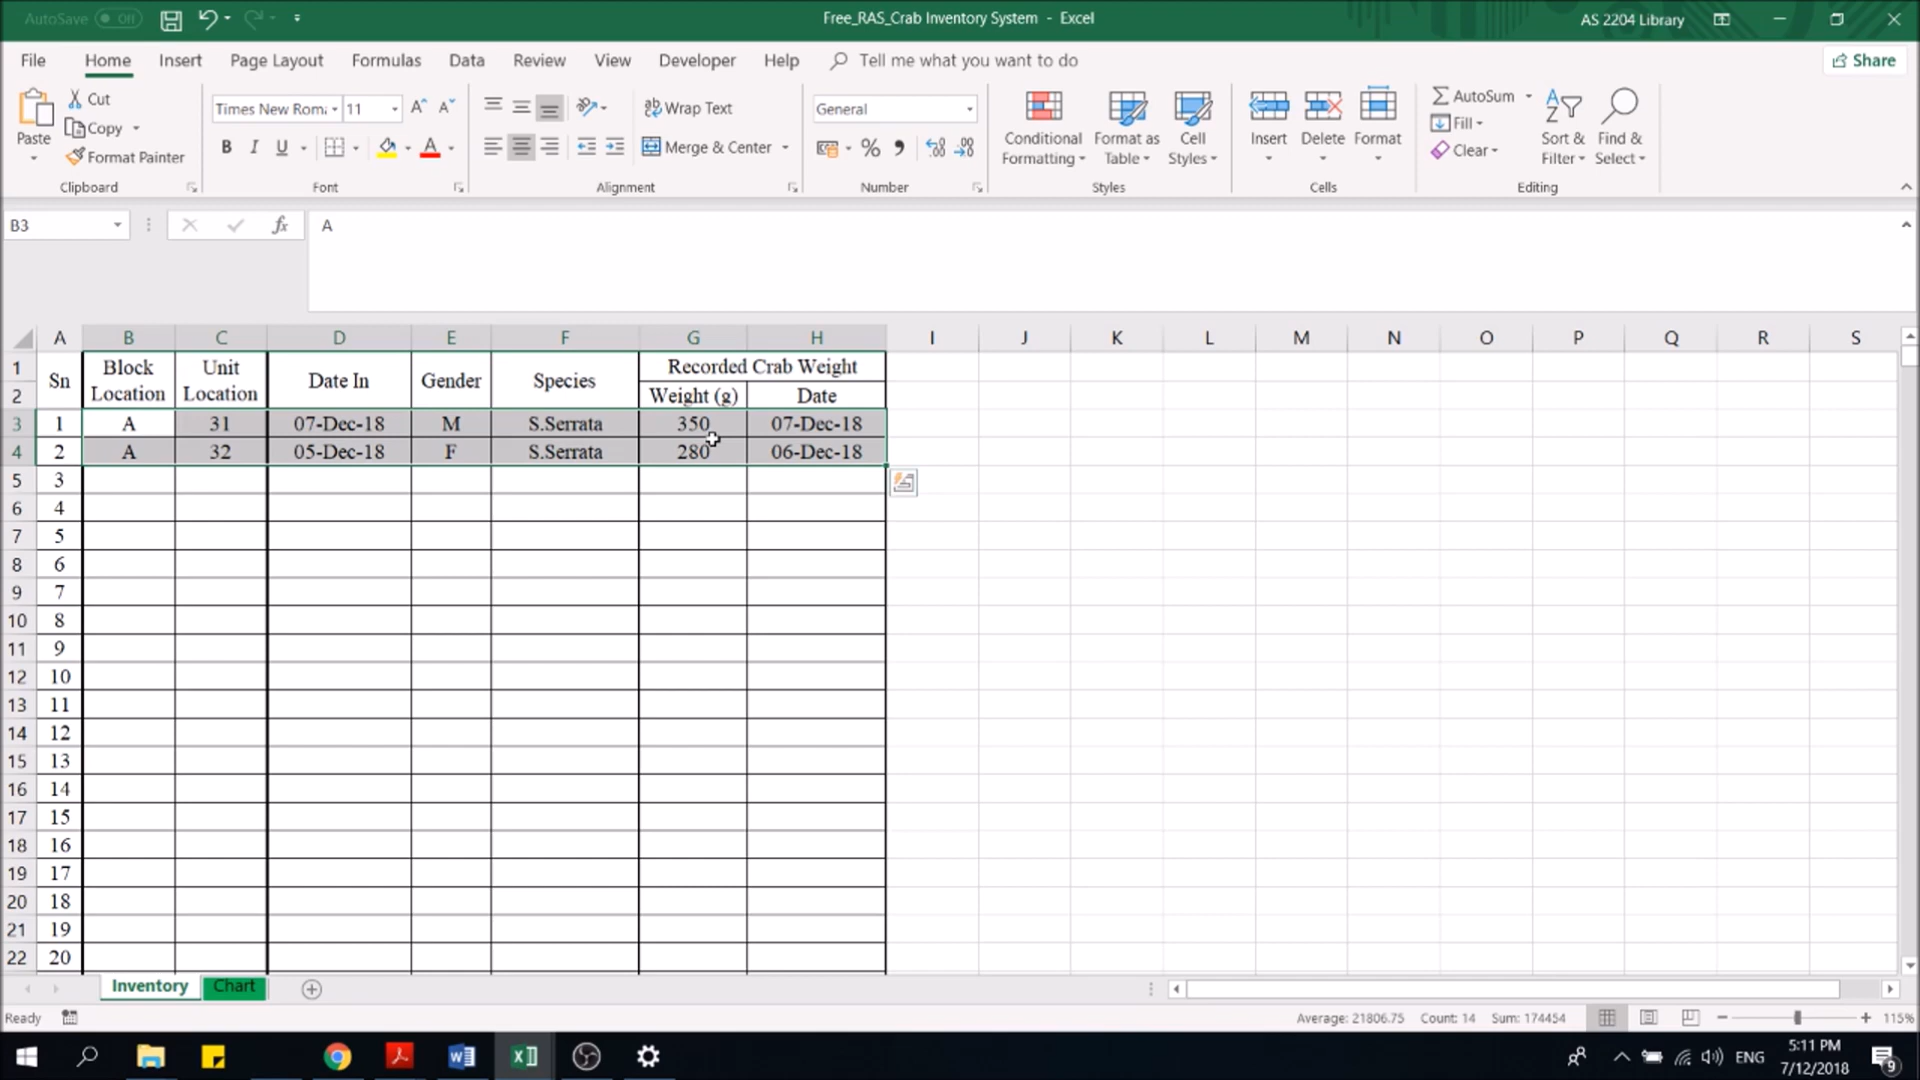 AutoSave Off
Free_RAS_Crab Inventory System - Excel
AS 2204 Library
File Home Insert Page Layout Formulas Data Review View Developer Help Tell me what you want to do Share
Paste
Cut
Copy
Format Painter
Clipboard
Times New Rom 11
B I U
Font
Wrap Text
Merge & Center
Alignment
General
%
Number
Conditional Formatting
Format as Table
Cell Styles
Styles
Insert
Delete
Format
Cells
AutoSum
Fill
Clear
Sort & Filter
Find & Select
Editing
B3 fx A
A B C D E F G H I J K L M N O P Q R S
1 Sn Block Location Unit Location Date In Gender Species Recorded Crab Weight
2 Weight (g) Date
3 1 A 31 07-Dec-18 M S.Serrata 350 07-Dec-18
4 2 A 32 05-Dec-18 F S.Serrata 280 06-Dec-18
5 3
6 4
7 5
8 6
9 7
10 8
11 9
12 10
13 11
14 12
15 13
16 14
17 15
18 16
19 17
20 18
21 19
22 20
Inventory Chart
Ready Average: 21806.75 Count: 14 Sum: 174454 115%
ENG 5:11 PM
7/12/2018 9